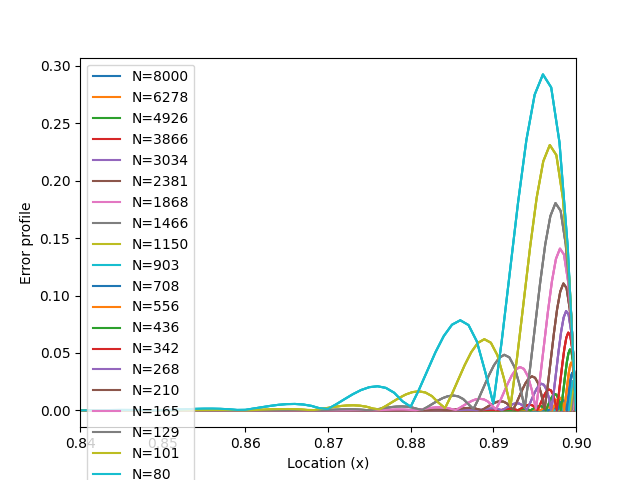 0.30
0.25
0.20
0.15
0.10
0.05
0.00
Error profile
N=8000
N=6278
N=4926
N=3866
N=3034
N=2381
N=1868
N=1466
N=1150
N=903
N=708
N=556
N=436
N=342
N=268
N=210
N=165
N=129
N=101
N=80
0.84 0.85 0.86 0.87 0.88 0.89 0.90
Location (x)